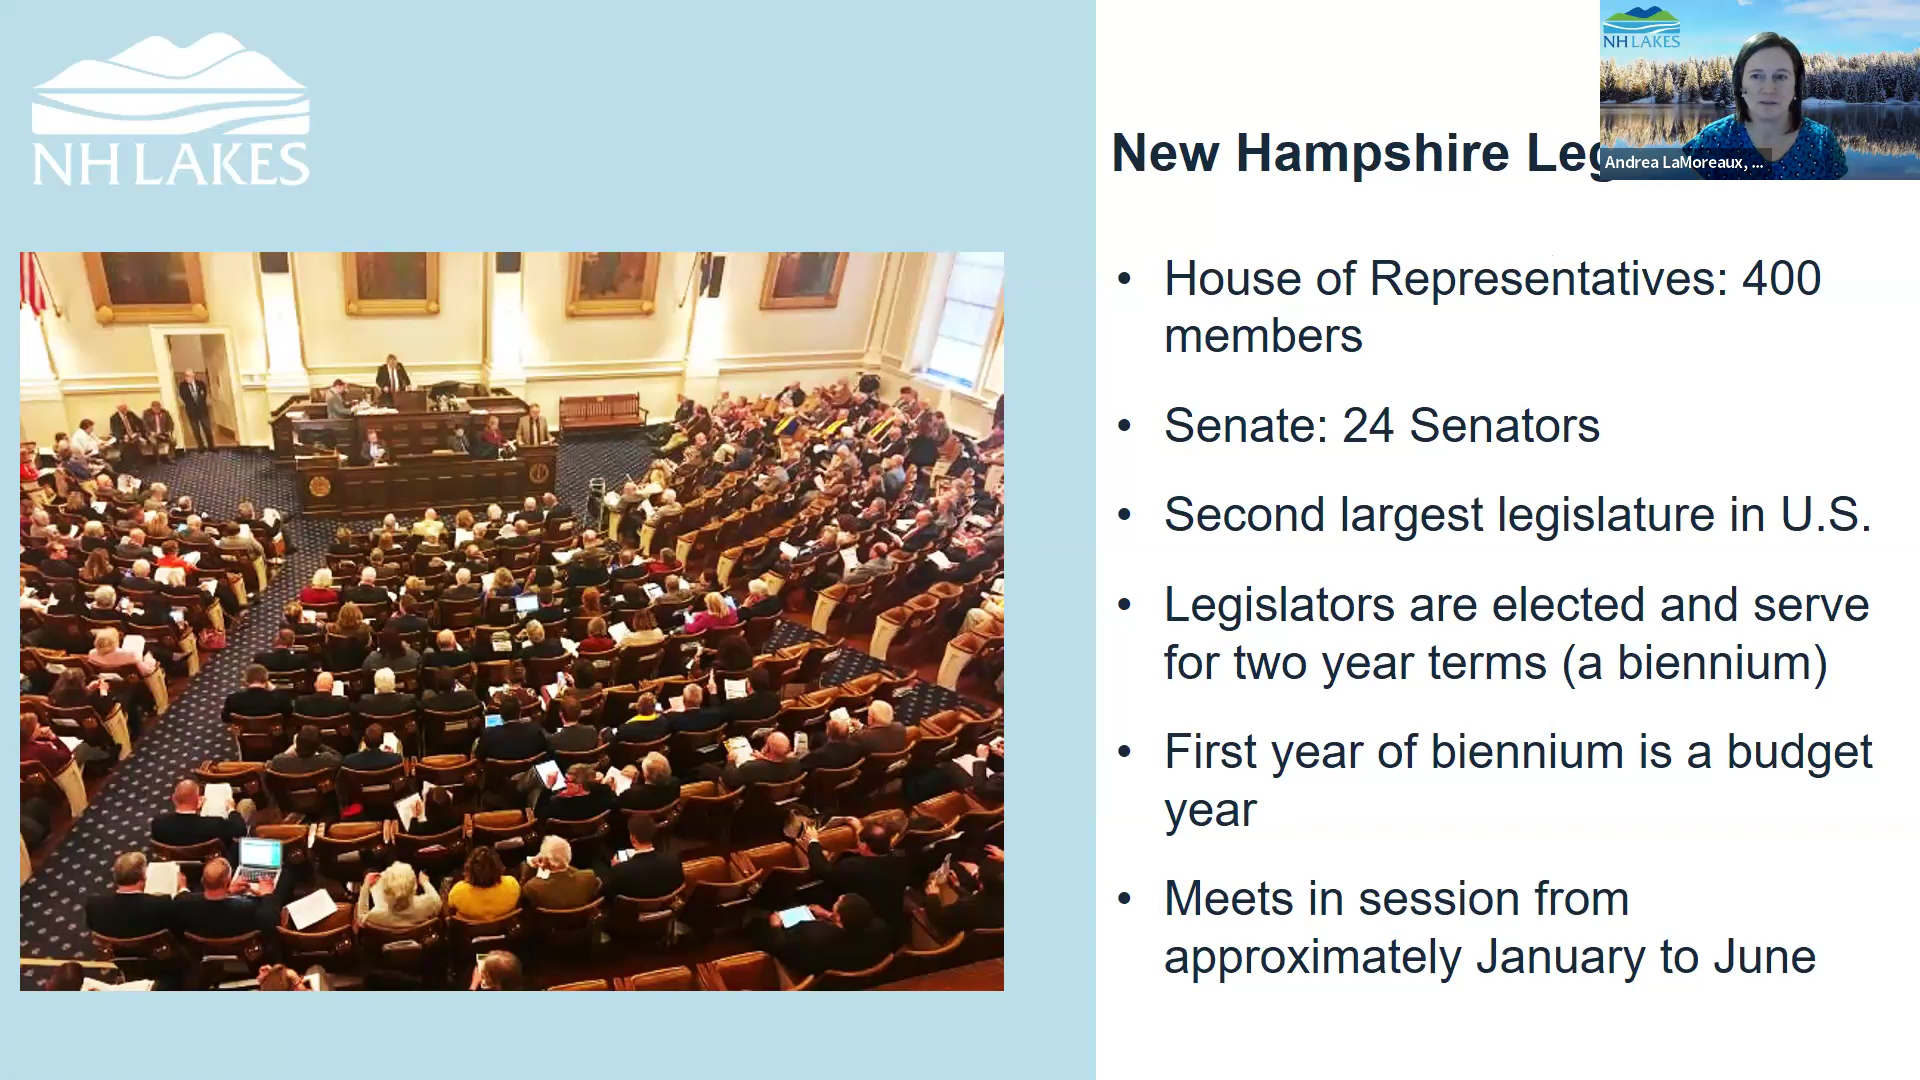 NH LAKES
NH LAKES
Andrea LaMoreaux, ...
New Hampshire Leg
• House of Representatives: 400
members
• Senate: 24 Senators
• Second largest legislature in U.S.
• Legislators are elected and serve
for two year terms (a biennium)
• First year of biennium is a budget
year
• Meets in session from
approximately January to June